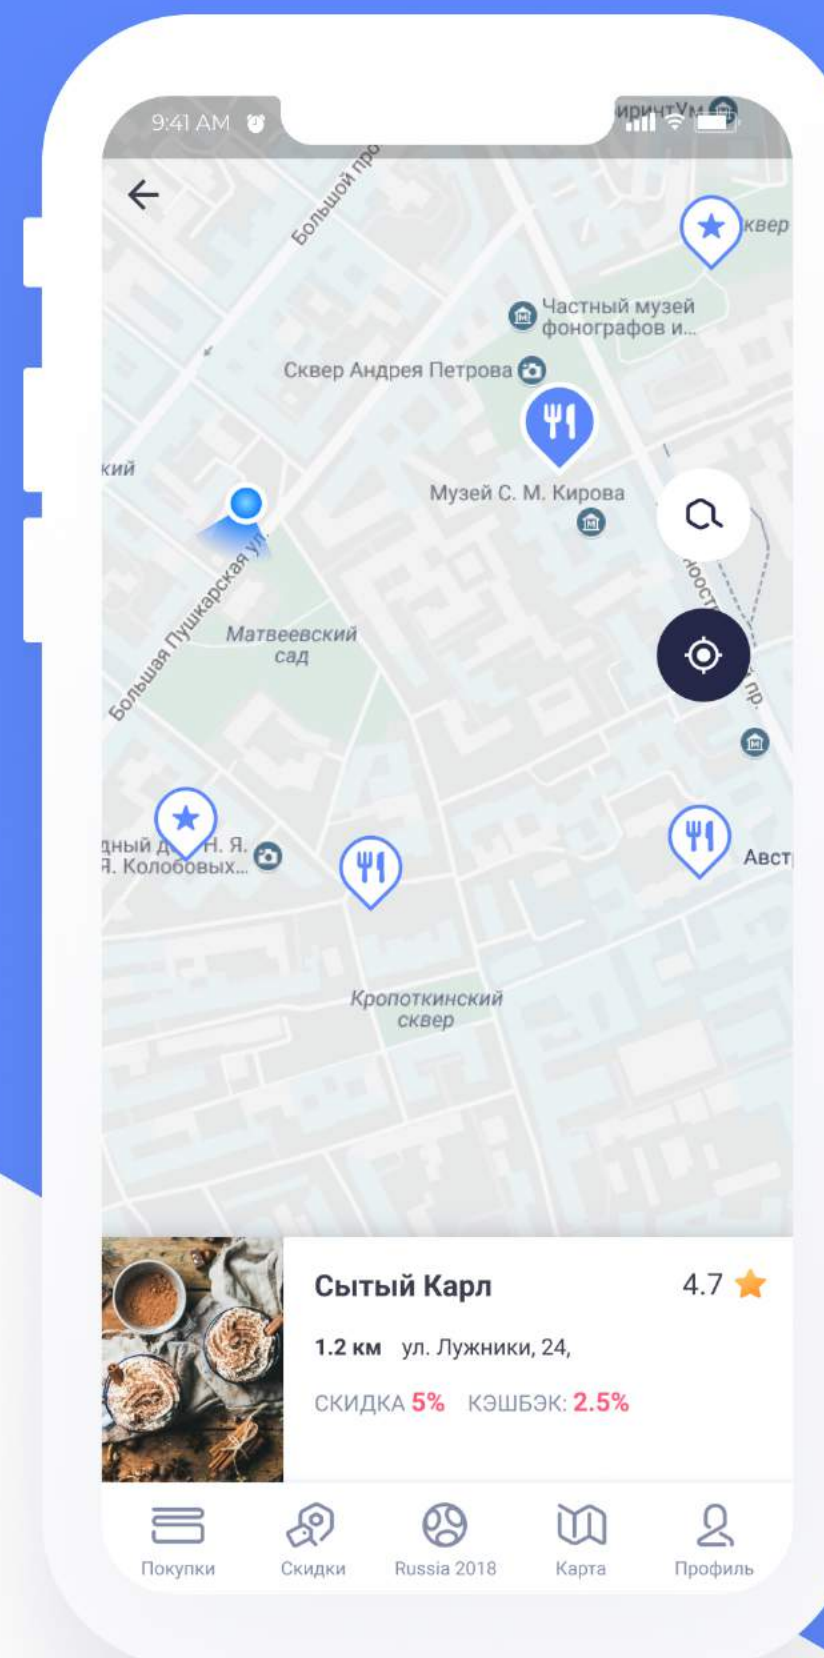 9:41 AM
Большой про
квер
Частный музей
фонографов и...
Сквер Андрея Петрова
Музей С. М. Кирова
кий
Большая Пушкарская ул.
Матвеевский
сад
пр.
Н. Я.
Я. Колобовых...
Авст
Кропоткинский
сквер
Сытый Карл
4.7
1.2 км ул. Лужники, 24,
СКИДКА 5% КЭШБЭК: 2.5%
Покупки
Скидки
Russia 2018
Карта
Профиль